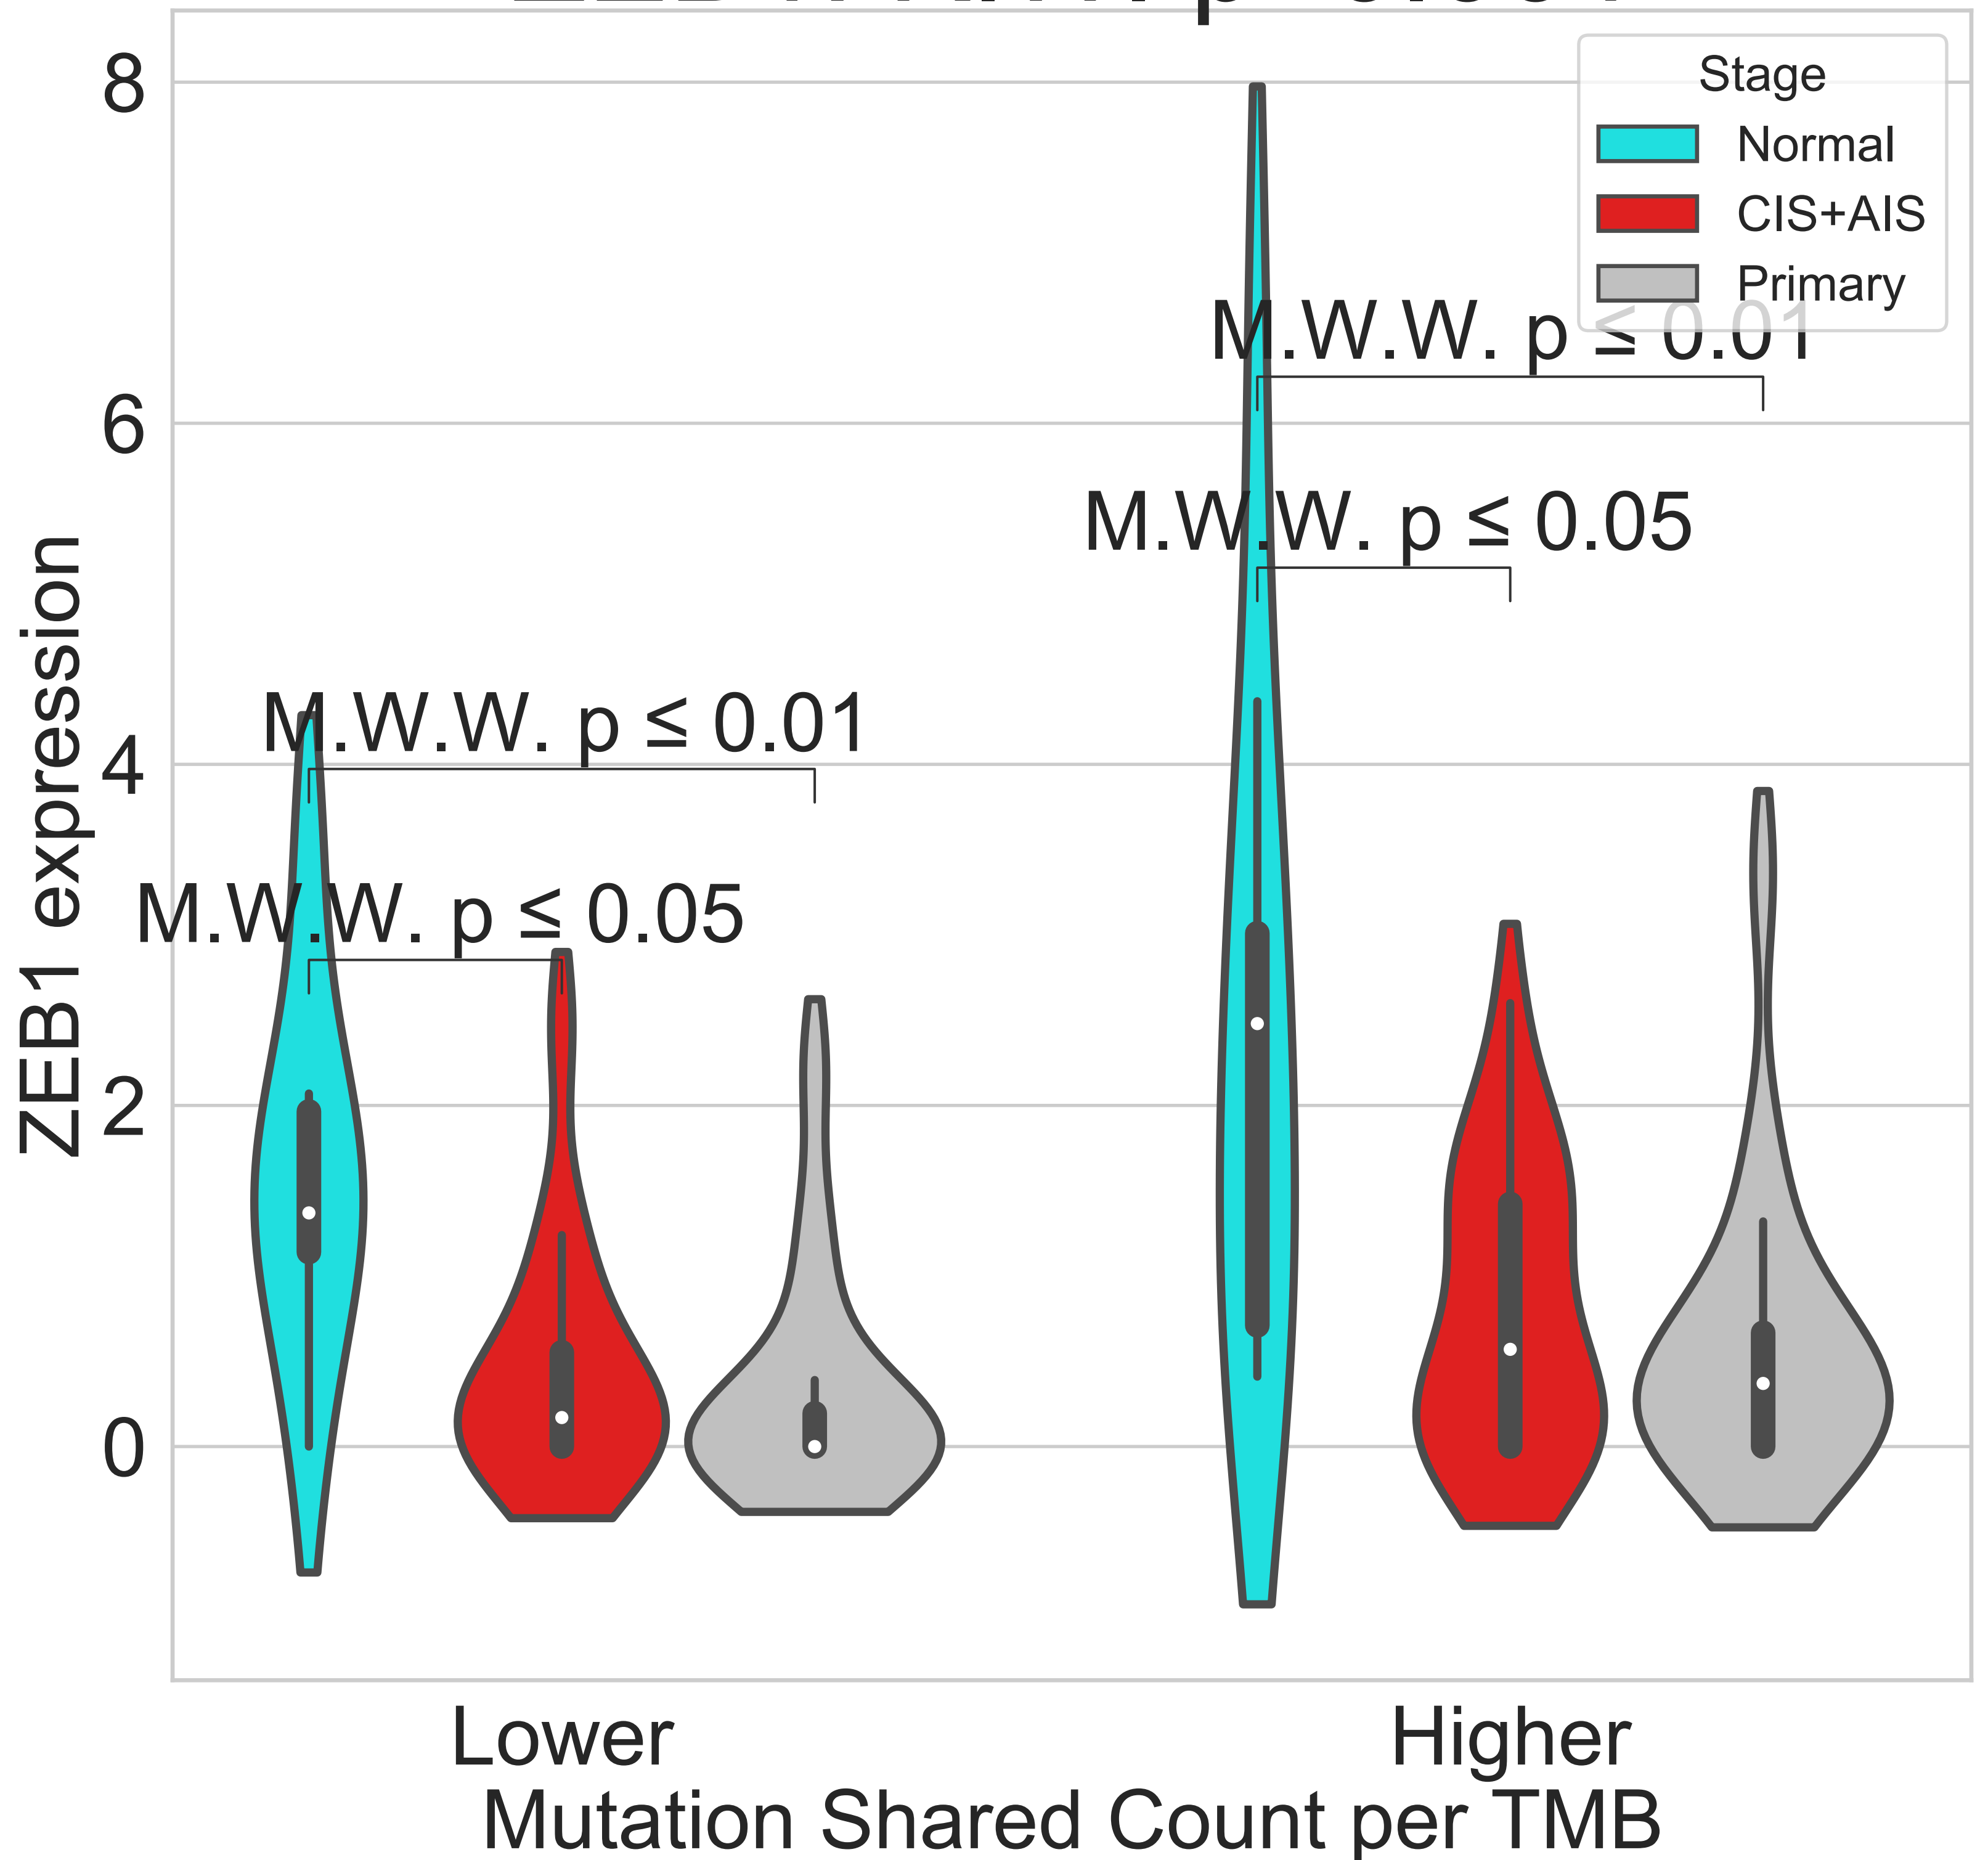 8
Stage
Normal
CIS+AIS
Primary
M.W.W. p ≤ 0.01
6
M.W.W. p ≤ 0.05
M.W.W. p ≤ 0.01
4
M.W.W. p ≤ 0.05
2
0
ZEB1 expression
Lower
Higher
Mutation Shared Count per TMB